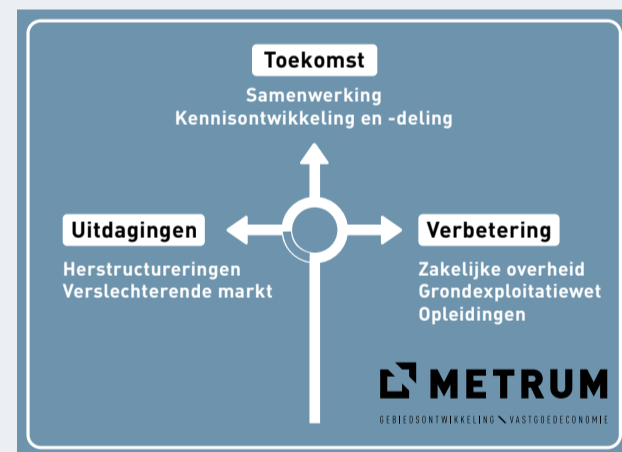 Toekomst
Samenwerking
Kennisontwikkeling en -deling
Uitdagingen
Herstructureringen
Verslechterende markt
Verbetering
Zakelijke overheid
Grondexploitatiewet
Opleidingen
METRUM
GEBIEDSONTWIKKELING \ VASTGOEDECONOMIE